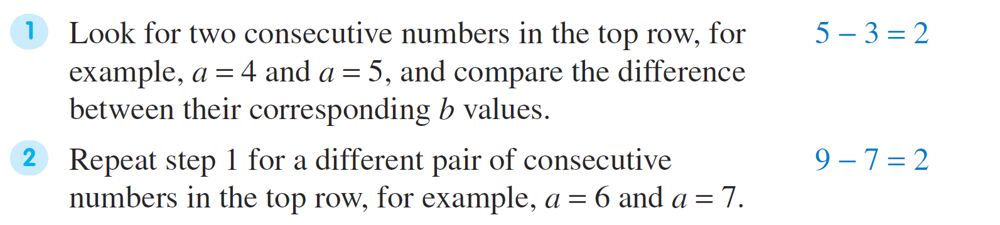 1 Look for two consecutive numbers in the top row, for 5 – 3 = 2
example, a = 4 and a = 5, and compare the difference
between their corresponding b values.
2 Repeat step 1 for a different pair of consecutive 9 – 7 = 2
numbers in the top row, for example, a = 6 and a = 7.